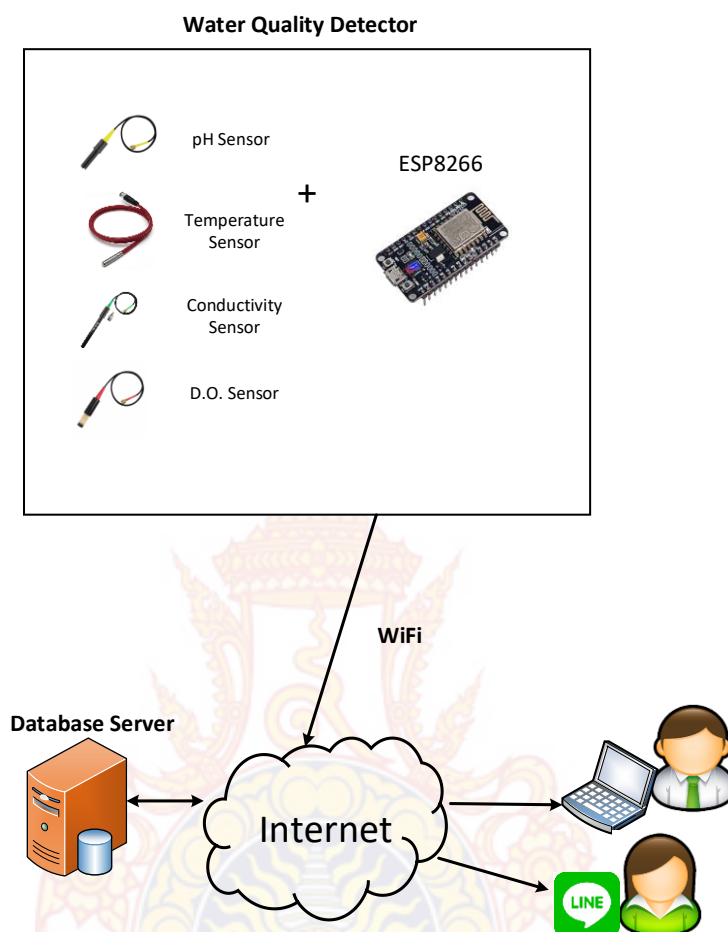 Water Quality Detector
pH Sensor
+
ESP8266
Temperature
Sensor
Conductivity
Sensor
D.O. Sensor
WiFi
Database Server
Internet
LINE